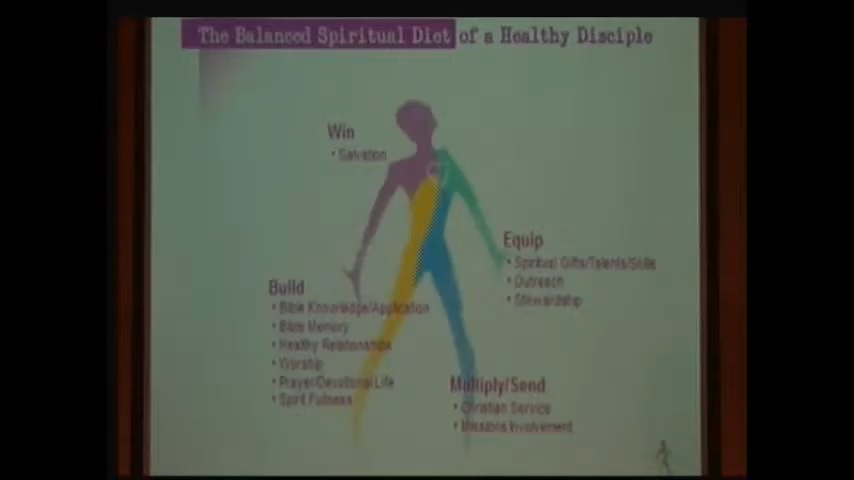 The Balanced Spiritual Diet of a Healthy Disciple
Win
• Salvation
Equip
• Spiritual Gifts/Talents/Skills
• Outreach
• Stewardship
Build
• Bible Knowledge/Application
• Bible Memory
• Healthy Relationships
• Worship
• Prayer/Devotional Life
• Spirit Fullness
Multiply/Send
• Christian Service
• Missions Involvement